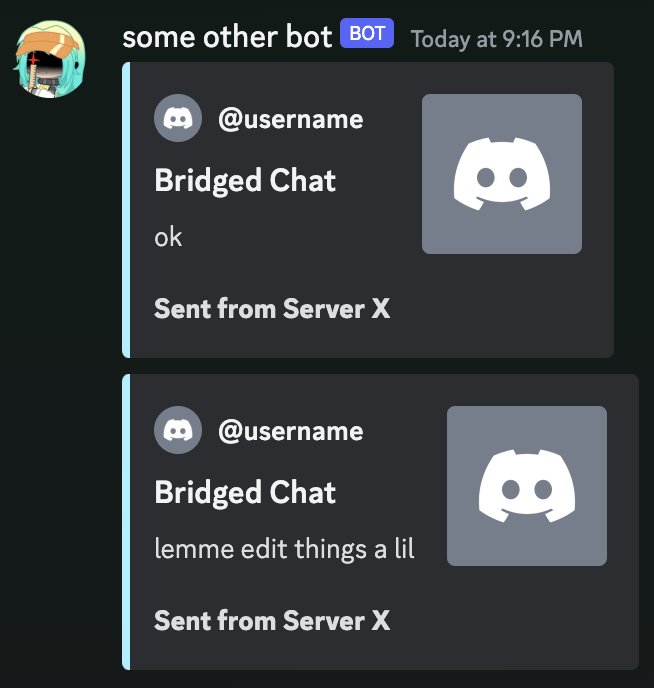 some other bot BOT Today at 9:16 PM
@username
Bridged Chat
ok
Sent from Server X
@username
Bridged Chat
lemme edit things a lil
Sent from Server X